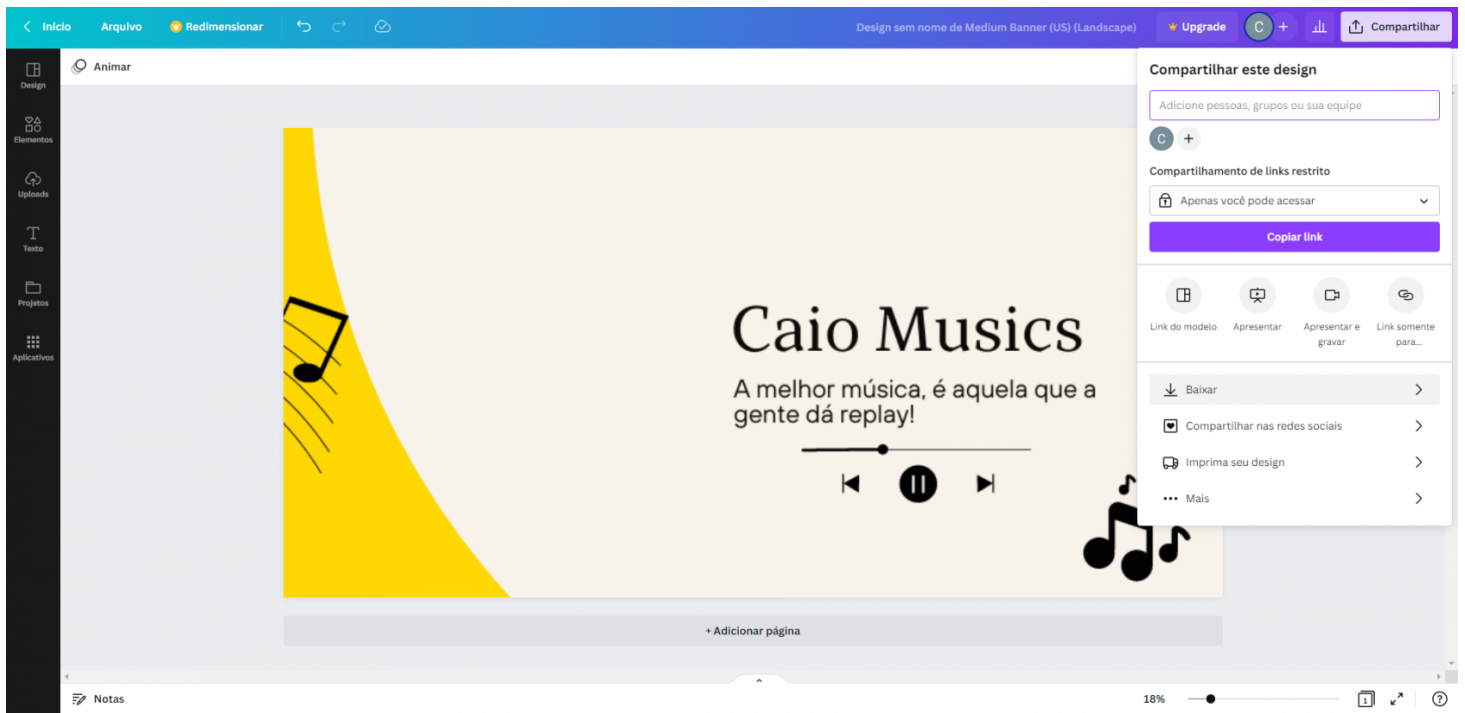 Início
Arquivo
Redimensionar
Design sem nome de Medium Banner (US) (Landscape)
Upgrade
C
+
Compartilhar
Design
Elementos
Uploads
Texto
Projetos
Aplicativos
Animar
Caio Musics
A melhor música, é aquela que a
gente dá replay!
+ Adicionar página
Compartilhar este design
Adicione pessoas, grupos ou sua equipe
C
+
Compartilhamento de links restrito
Apenas você pode acessar
Copiar link
Link do modelo
Apresentar
Apresentar e
gravar
Link somente
para...
Baixar
Compartilhar nas redes sociais
Imprima seu design
Mais
Notas
18%
1
?